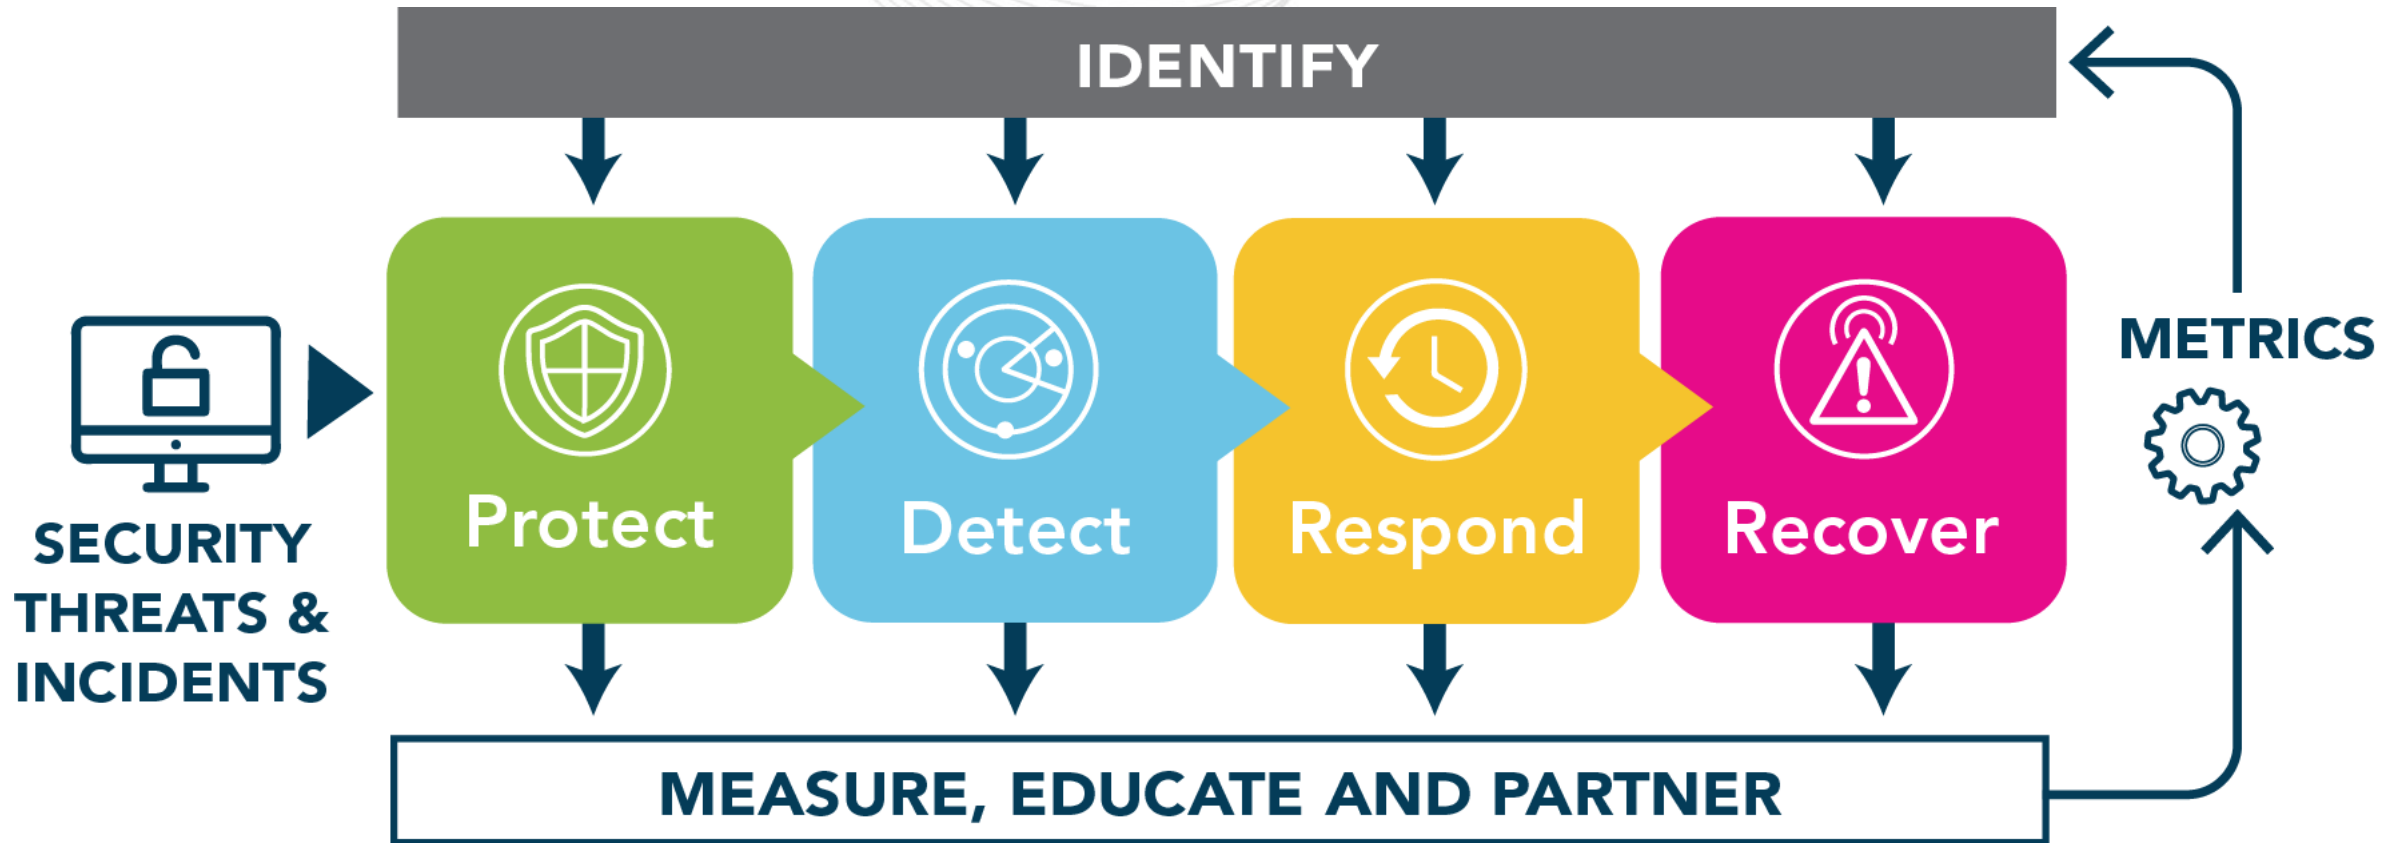 IDENTIFY
SECURITY
THREATS &
INCIDENTS
Protect
Detect
Respond
Recover
METRICS
MEASURE, EDUCATE AND PARTNER